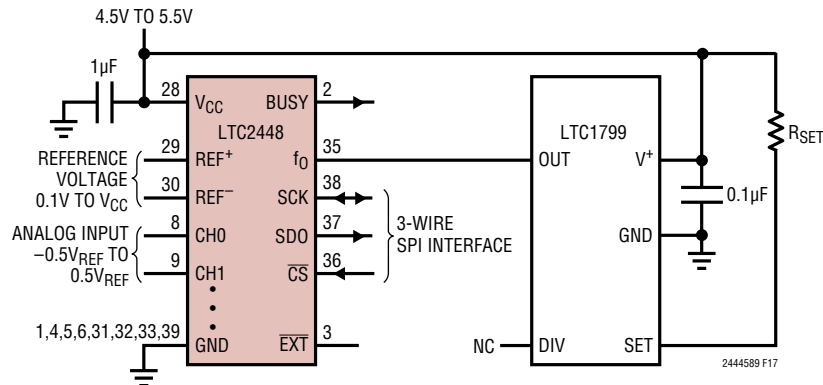 4.5V TO 5.5V
1µF
28
2
VCC
BUSY
LTC2448
LTC1799
RSET
REFERENCE
VOLTAGE
0.1V TO VCC
29
REF+
fO
35
OUT
V+
30
REF−
SCK
38
0.1µF
ANALOG INPUT
−0.5VREF TO
0.5VREF
8
CH0
SDO
37
3-WIRE
SPI INTERFACE
GND
9
CH1
CS
36
1,4,5,6,31,32,33,39
GND
EXT
3
NC
DIV
SET
2444589 F17